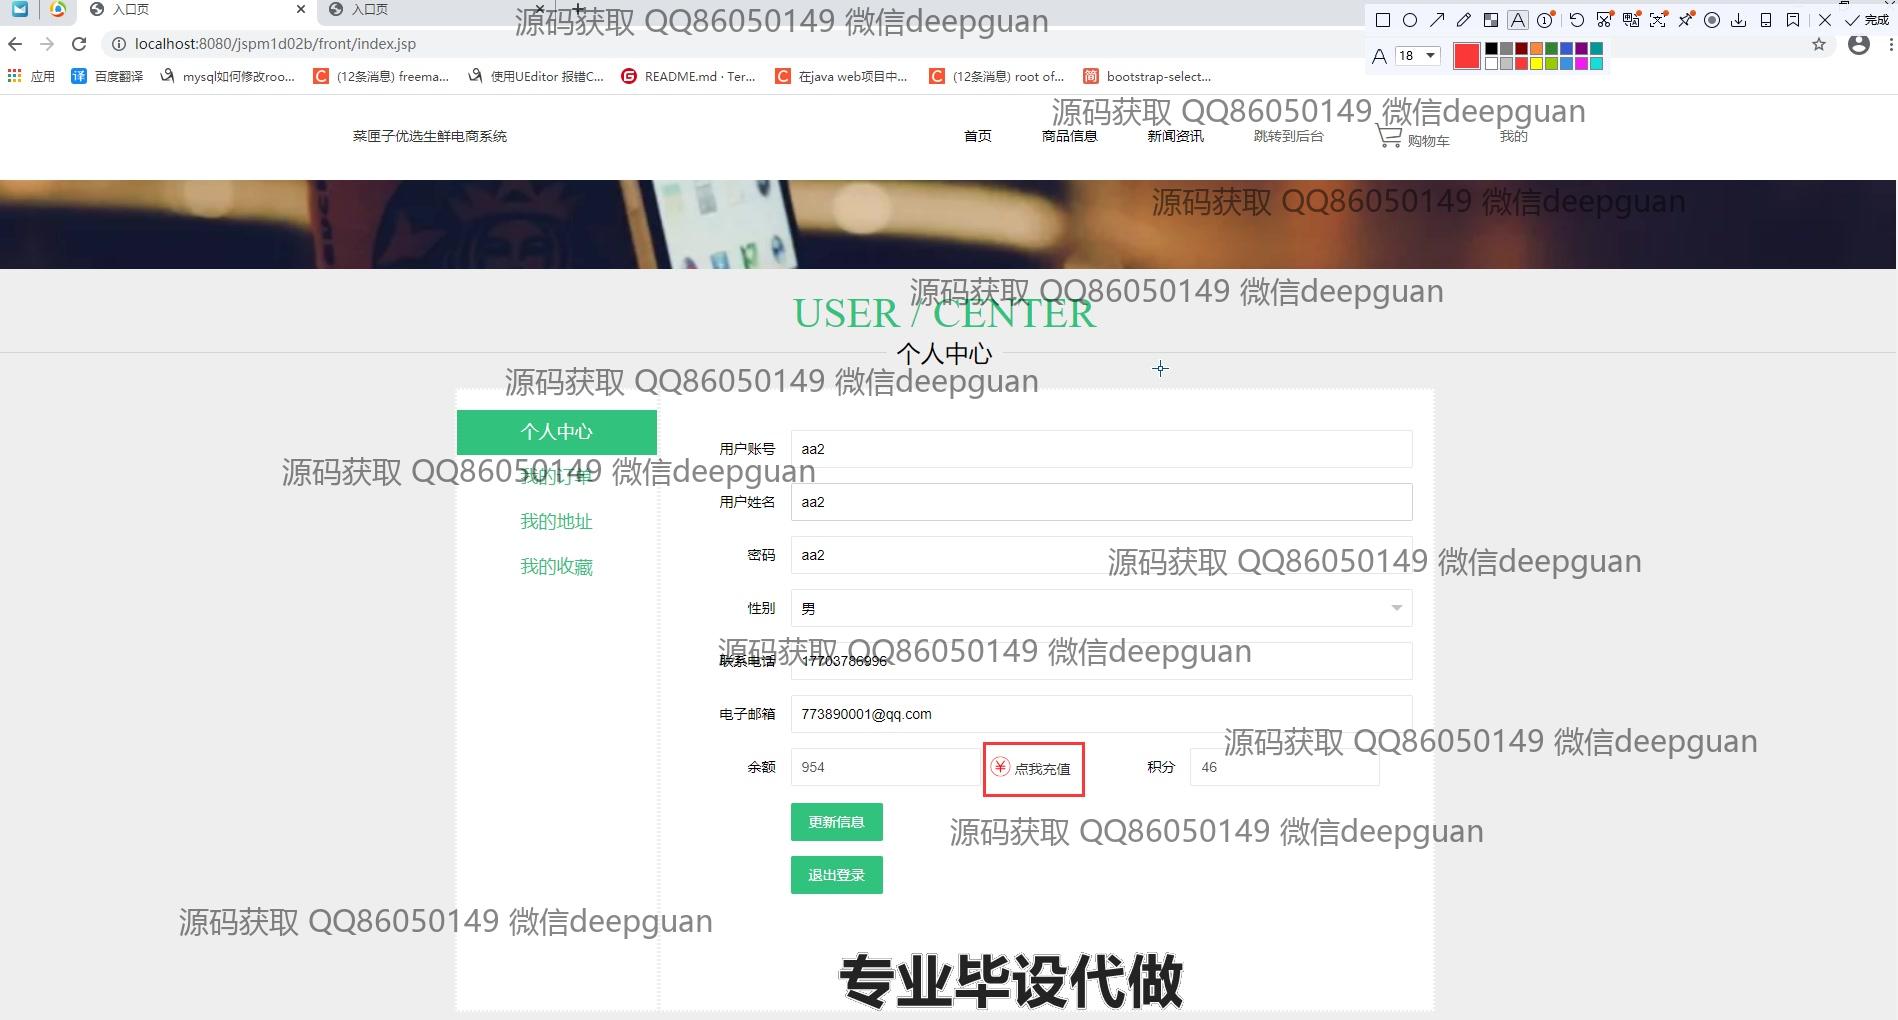 入口页
入口页
源码获取 QQ86050149 微信deepguan
完成
localhost:8080/jspm1d02b/front/index.jsp
18
应用
百度翻译
mysql如何修改roo...
(12条消息) freema...
使用UEditor 报错C...
README.md · Ter...
在java web项目中...
(12条消息) root of...
bootstrap-select...
源码获取 QQ86050149 微信deepguan
菜匣子优选生鲜电商系统
首页
商品信息
新闻资讯
跳转到后台
购物车
我的
源码获取 QQ86050149 微信deepguan
源码获取 QQ86050149 微信deepguan
USER / CENTER
个人中心
源码获取 QQ86050149 微信deepguan
个人中心
用户账号 aa2
源码获取 QQ86050149 微信deepguan
我的订单
用户姓名 aa2
我的地址
密码 aa2
源码获取 QQ86050149 微信deepguan
我的收藏
性别 男
源码获取 QQ86050149 微信deepguan
联系电话 17703786996
电子邮箱 773890001@qq.com
源码获取 QQ86050149 微信deepguan
余额 954 点我充值 积分 46
更新信息
源码获取 QQ86050149 微信deepguan
退出登录
源码获取 QQ86050149 微信deepguan
专业毕设代做